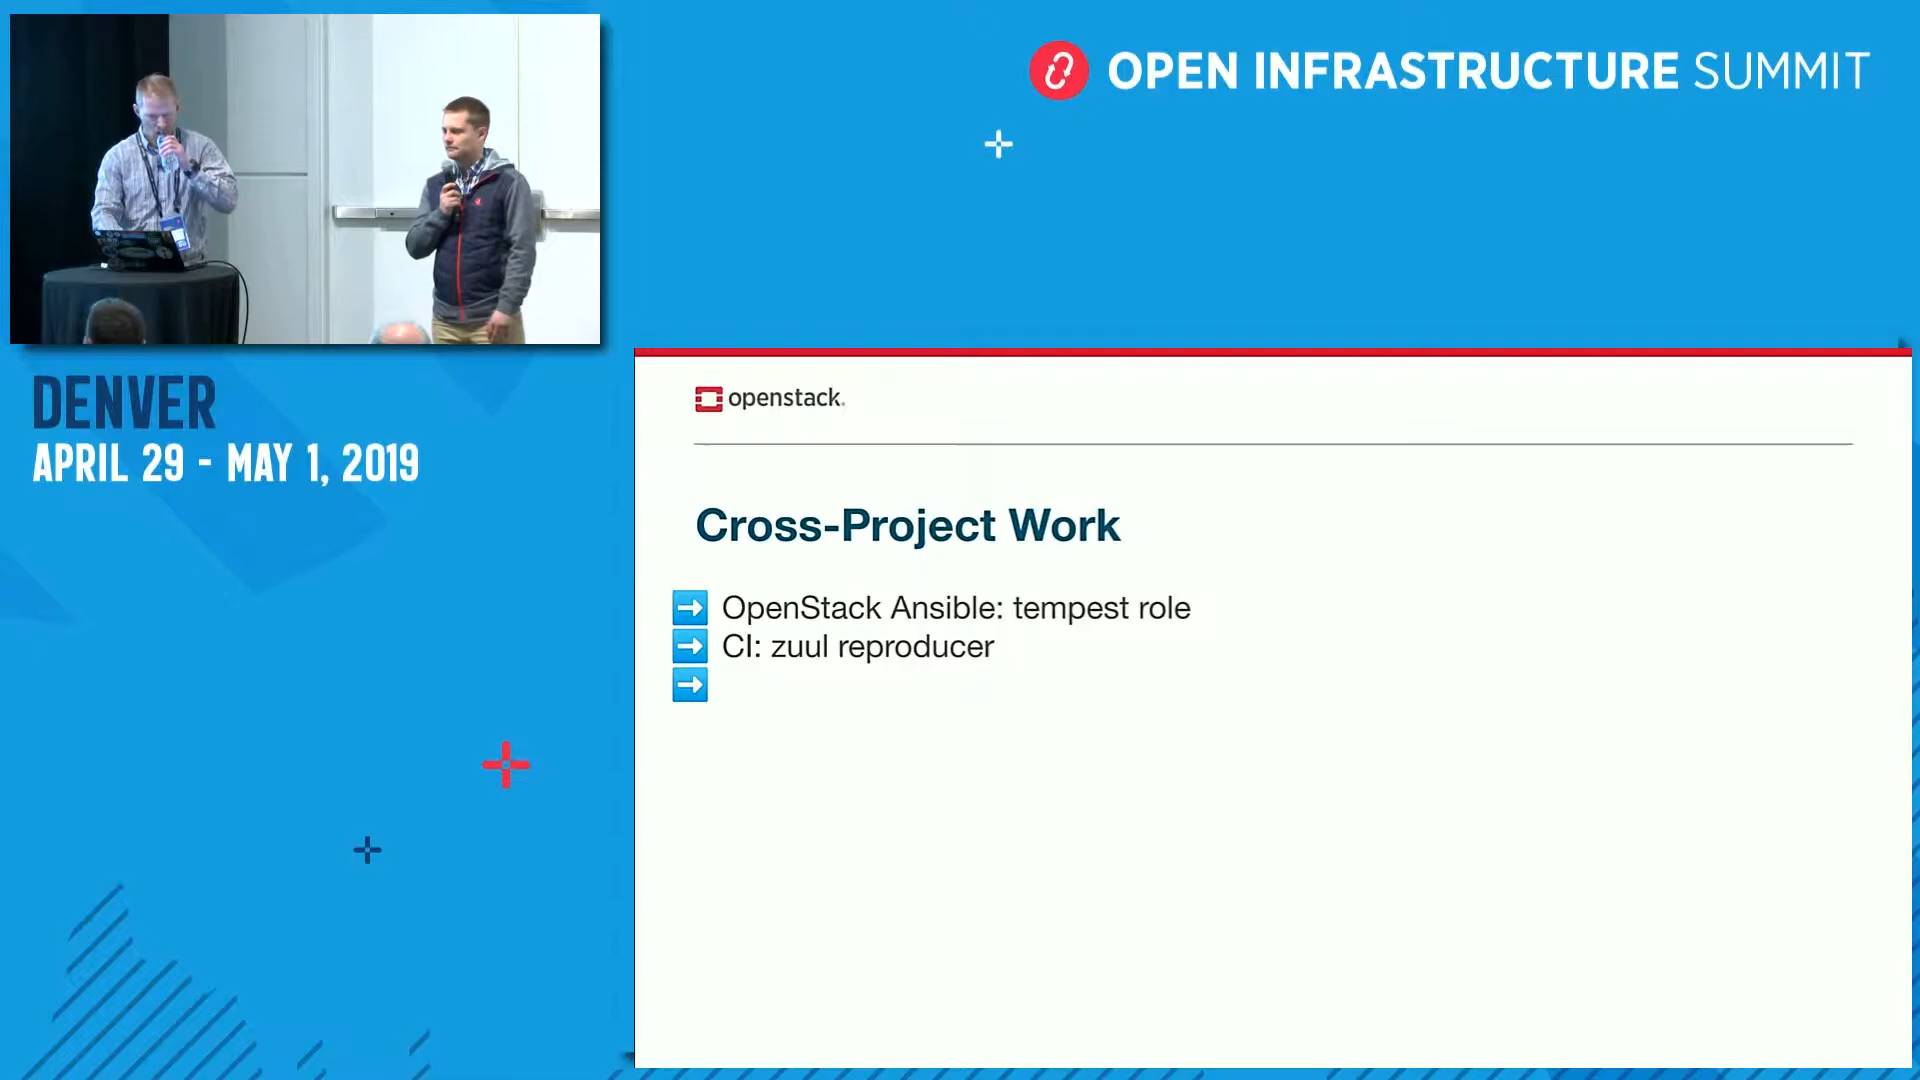 OPEN INFRASTRUCTURE SUMMIT
DENVER
APRIL 29 - MAY 1, 2019
openstack.
Cross-Project Work
OpenStack Ansible: tempest role
CI: zuul reproducer